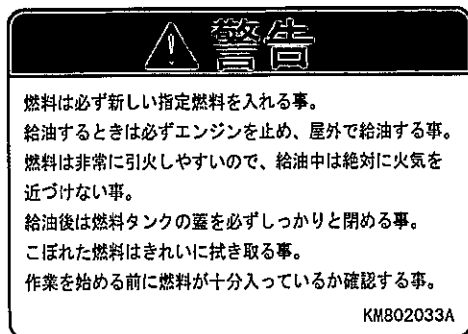 警告
燃料は必ず新しい指定燃料を入れる事。
給油するときは必ずエンジンを止め、屋外で給油する事。
燃料は非常に引火しやすいので、給油中は絶対に火気を
近づけない事。
給油後は燃料タンクの蓋を必ずしっかりと閉める事。
こぼれた燃料はきれいに拭き取る事。
作業を始める前に燃料が十分入っているか確認する事。
KM802033A